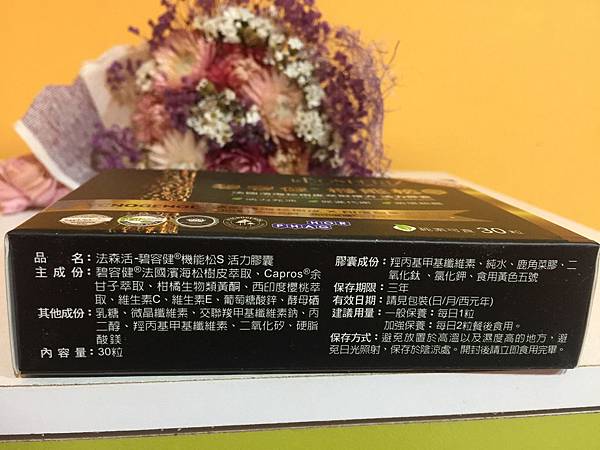 30粒
HOR
PHAG
品　名：法森活-碧容健®機能松S 活力膠囊
主 成 份：碧容健®法國濱海松樹皮萃取、Capros®余
甘子萃取、柑橘生物類黃酮、西印度櫻桃萃
取、維生素C、維生素E、葡萄糖酸鋅、酵母硒
其他成份：乳糖、微晶纖維素、交聯羧甲基纖維素鈉、丙
二醇、羥丙基甲基纖維素、二氧化矽、硬脂
酸鎂
內 容 量：30粒
膠囊成份：羥丙基甲基纖維素、純水、鹿角菜膠、二
氧化鈦 、氯化鉀、食用黃色五號
保存期限：三年
有效日期：請見包裝(日/月/西元年)
建議用量：一般保養：每日1粒
加強保養：每日2粒餐後食用。
保存方式：避免放置於高溫以及濕度高的地方，避
免日光照射，保存於陰涼處。開封後請立即食用完畢。